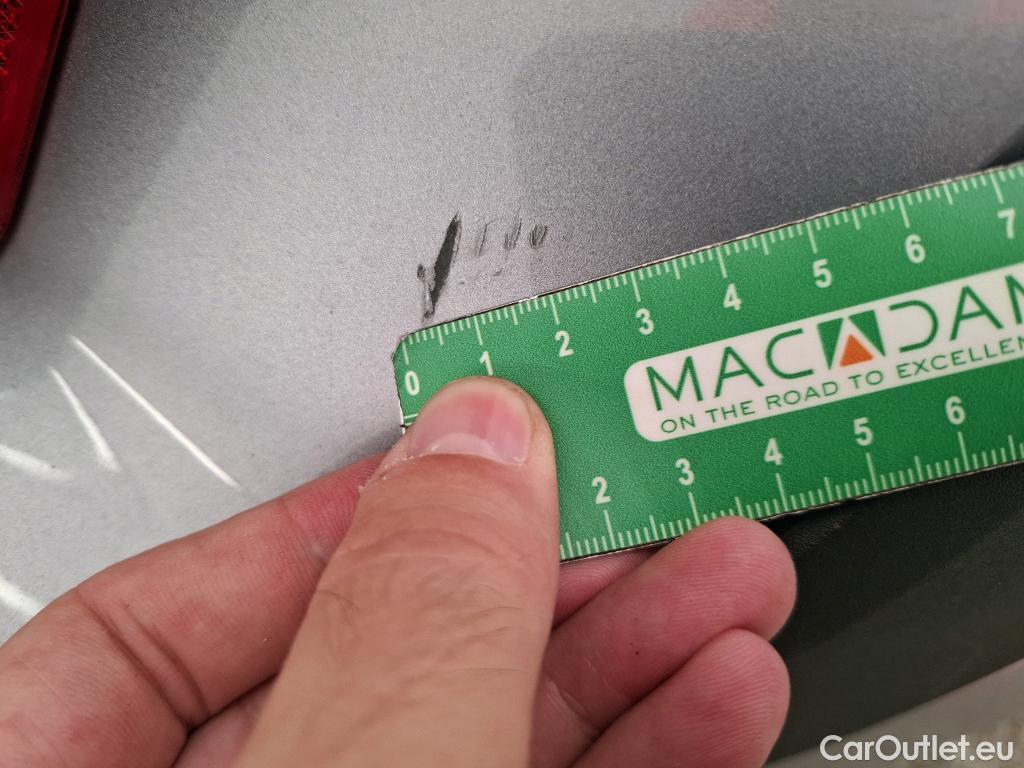 0 1 2 3 4 5 6 7
MACADAM
ON THE ROAD TO
2 3 4 5 6
CarOutlet.eu